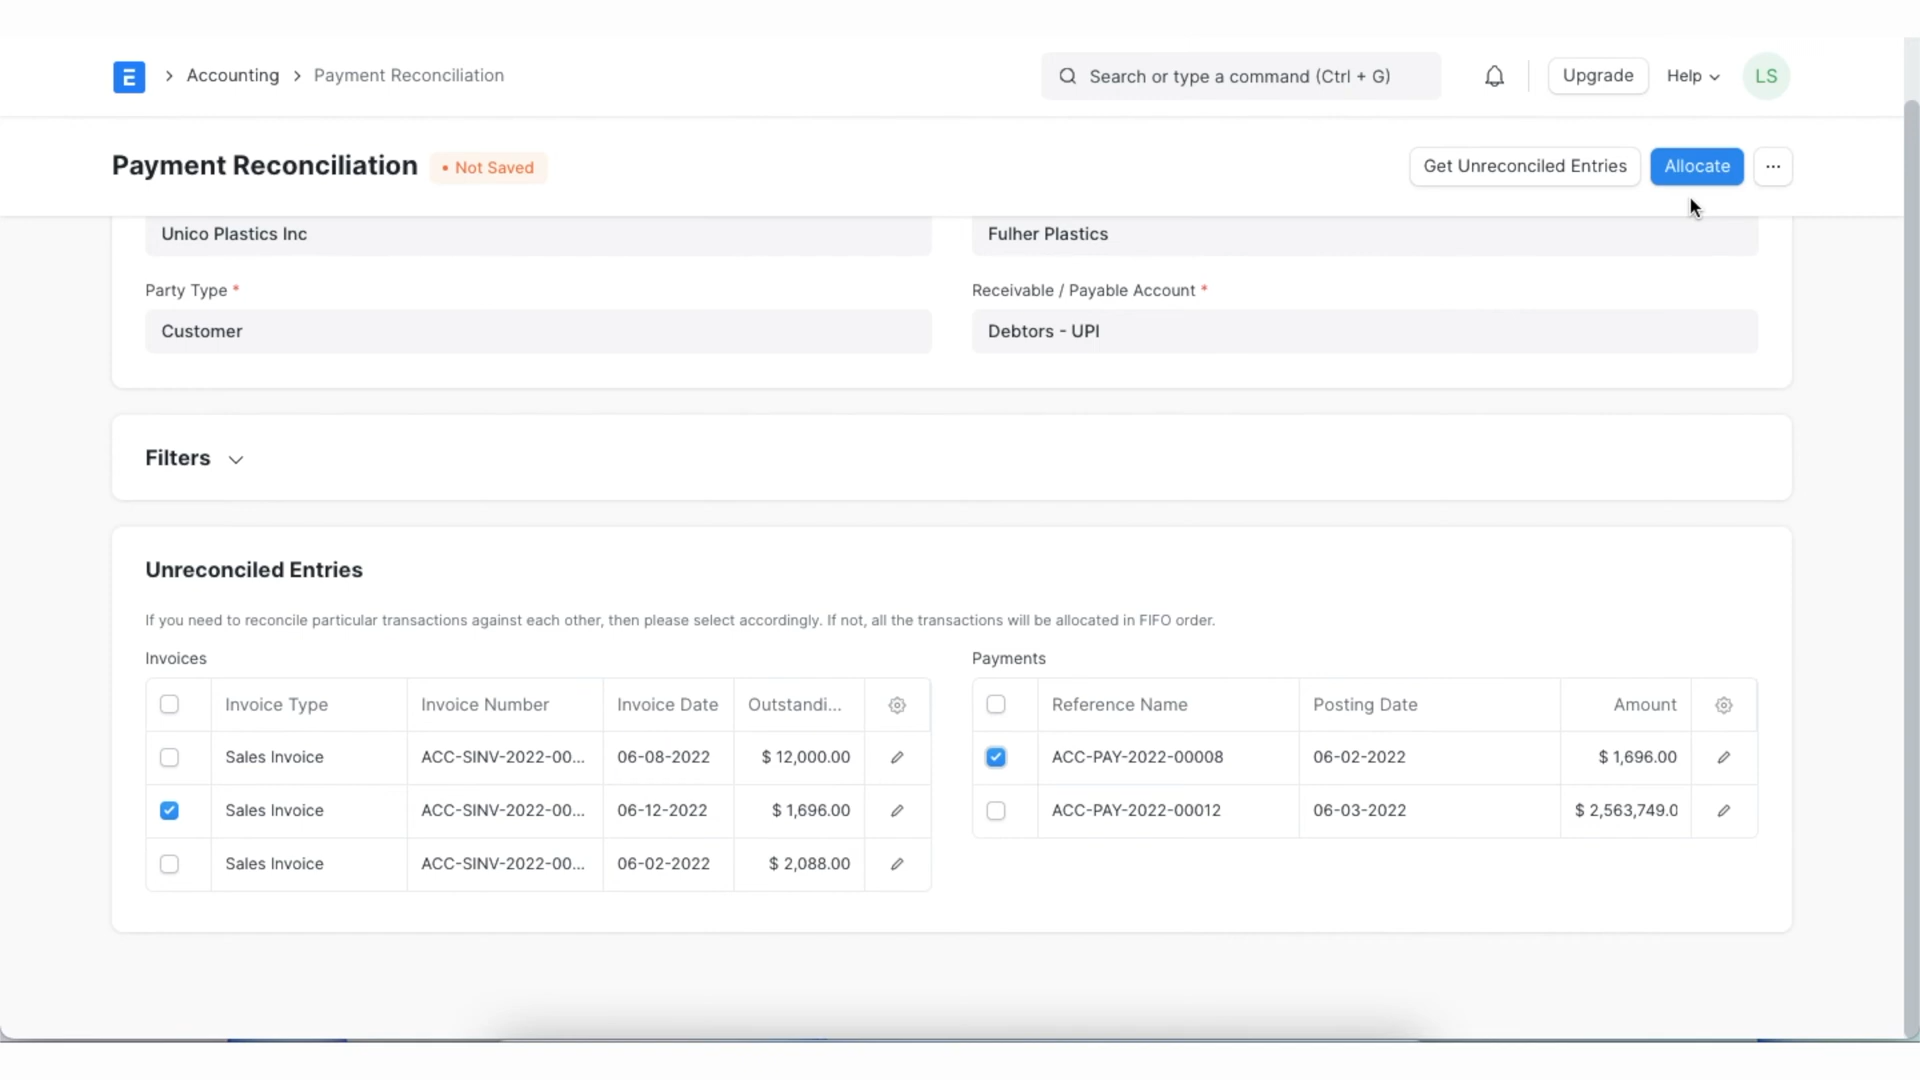 E > Accounting > Payment Reconciliation Search or type a command (Ctrl + G) Upgrade Help LS
Payment Reconciliation • Not Saved Get Unreconciled Entries Allocate ...
Unico Plastics Inc Fulher Plastics
Party Type * Receivable / Payable Account *
Customer Debtors - UPI
Filters
Unreconciled Entries
If you need to reconcile particular transactions against each other, then please select accordingly. If not, all the transactions will be allocated in FIFO order.
Invoices Payments
Invoice Type Invoice Number Invoice Date Outstandi... Reference Name Posting Date Amount
Sales Invoice ACC-SINV-2022-00... 06-08-2022 $ 12,000.00 ACC-PAY-2022-00008 06-02-2022 $ 1,696.00
Sales Invoice ACC-SINV-2022-00... 06-12-2022 $ 1,696.00 ACC-PAY-2022-00012 06-03-2022 $ 2,563,749.0
Sales Invoice ACC-SINV-2022-00... 06-02-2022 $ 2,088.00